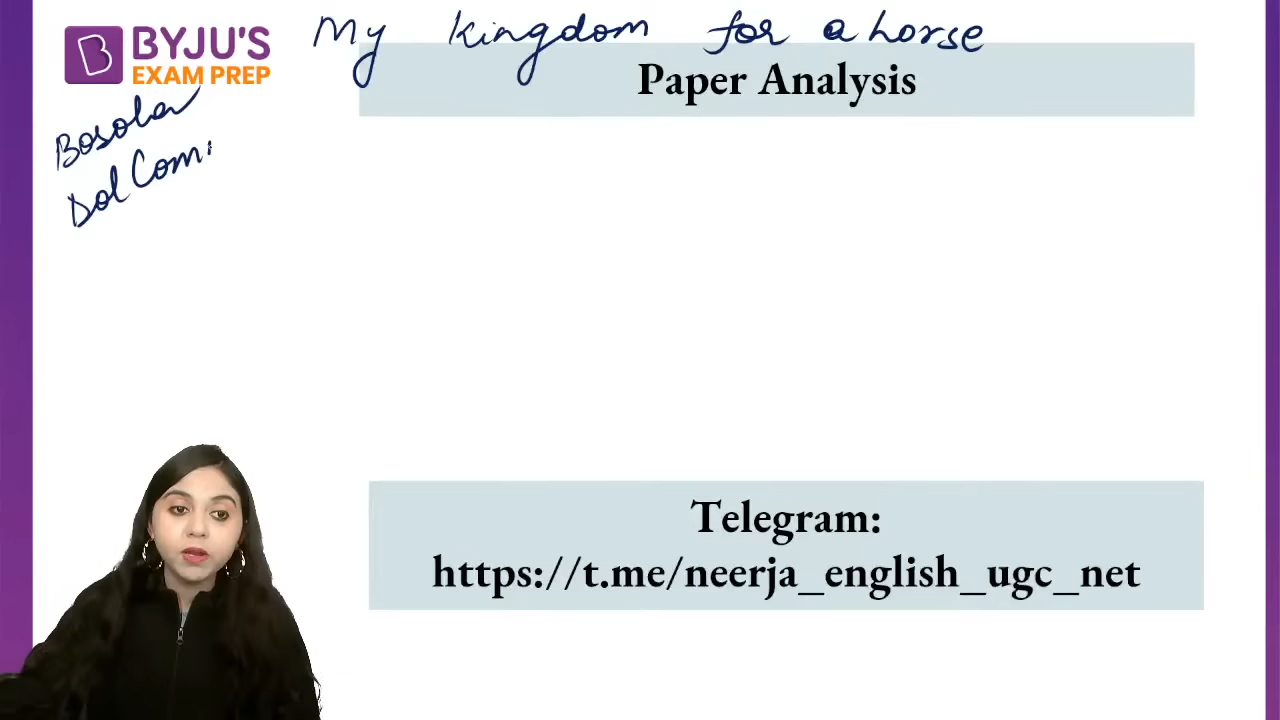 My kingdom for a horse
BYJU'S
EXAM PREP
Paper Analysis
Bosola
Dol Com
Telegram:
https://t.me/neerja_english_ugc_net